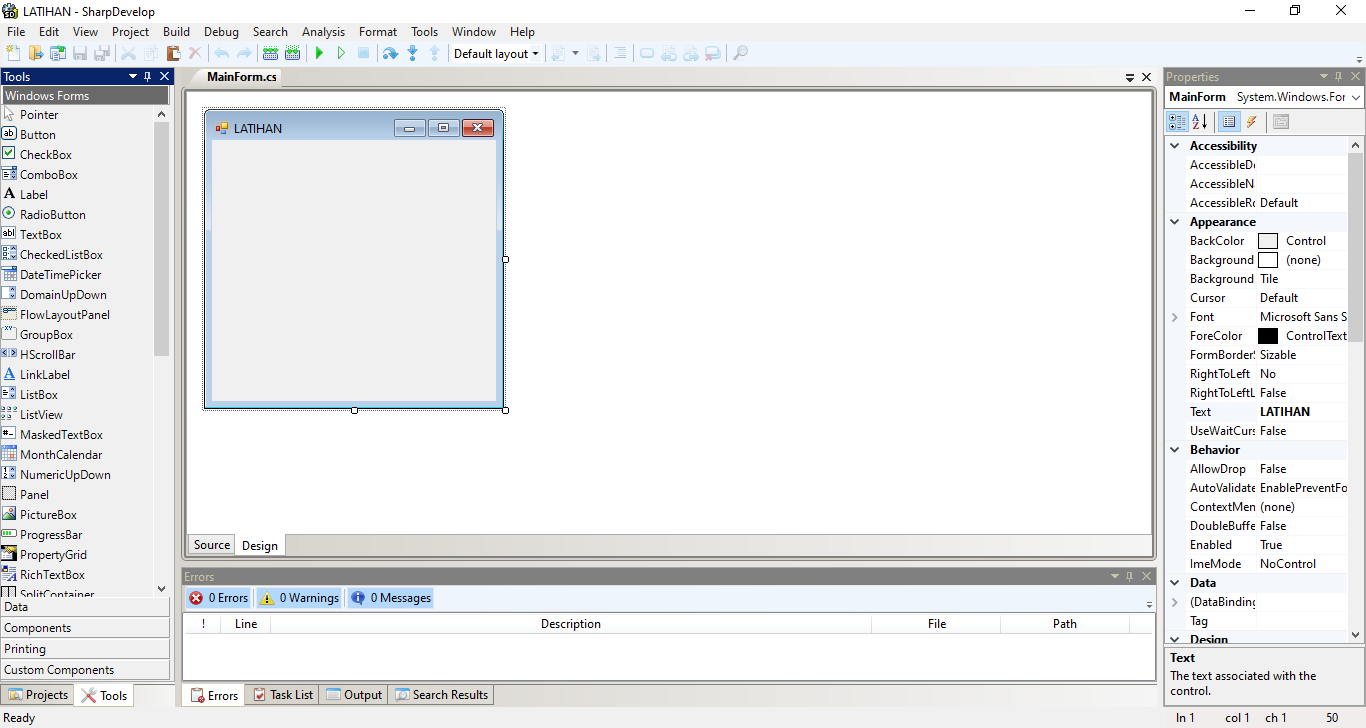 LATIHAN - SharpDevelop
File Edit View Project Build Debug Search Analysis Format Tools Window Help
Default layout
Tools
Windows Forms
Pointer
Button
CheckBox
ComboBox
Label
RadioButton
TextBox
CheckedListBox
DateTimePicker
DomainUpDown
FlowLayoutPanel
GroupBox
HScrollBar
LinkLabel
ListBox
ListView
MaskedTextBox
MonthCalendar
NumericUpDown
Panel
PictureBox
ProgressBar
PropertyGrid
RichTextBox
SplitContainer
Data
Components
Printing
Custom Components
Projects Tools
MainForm.cs
LATIHAN
Source Design
Errors
0 Errors 0 Warnings 0 Messages
! Line Description File Path
Errors Task List Output Search Results
Properties
MainForm System.Windows.For
Accessibility
AccessibleD
AccessibleN
AccessibleRo Default
Appearance
BackColor Control
Background (none)
Background Tile
Cursor Default
Font Microsoft Sans S
ForeColor ControlText
FormBorderS Sizable
RightToLeft No
RightToLeftL False
Text LATIHAN
UseWaitCurs False
Behavior
AllowDrop False
AutoValidate EnablePreventFo
ContextMen (none)
DoubleBuffe False
Enabled True
ImeMode NoControl
Data
(DataBinding
Tag
Design
Text
The text associated with the
control.
Ready ln 1 col 1 ch 1 50